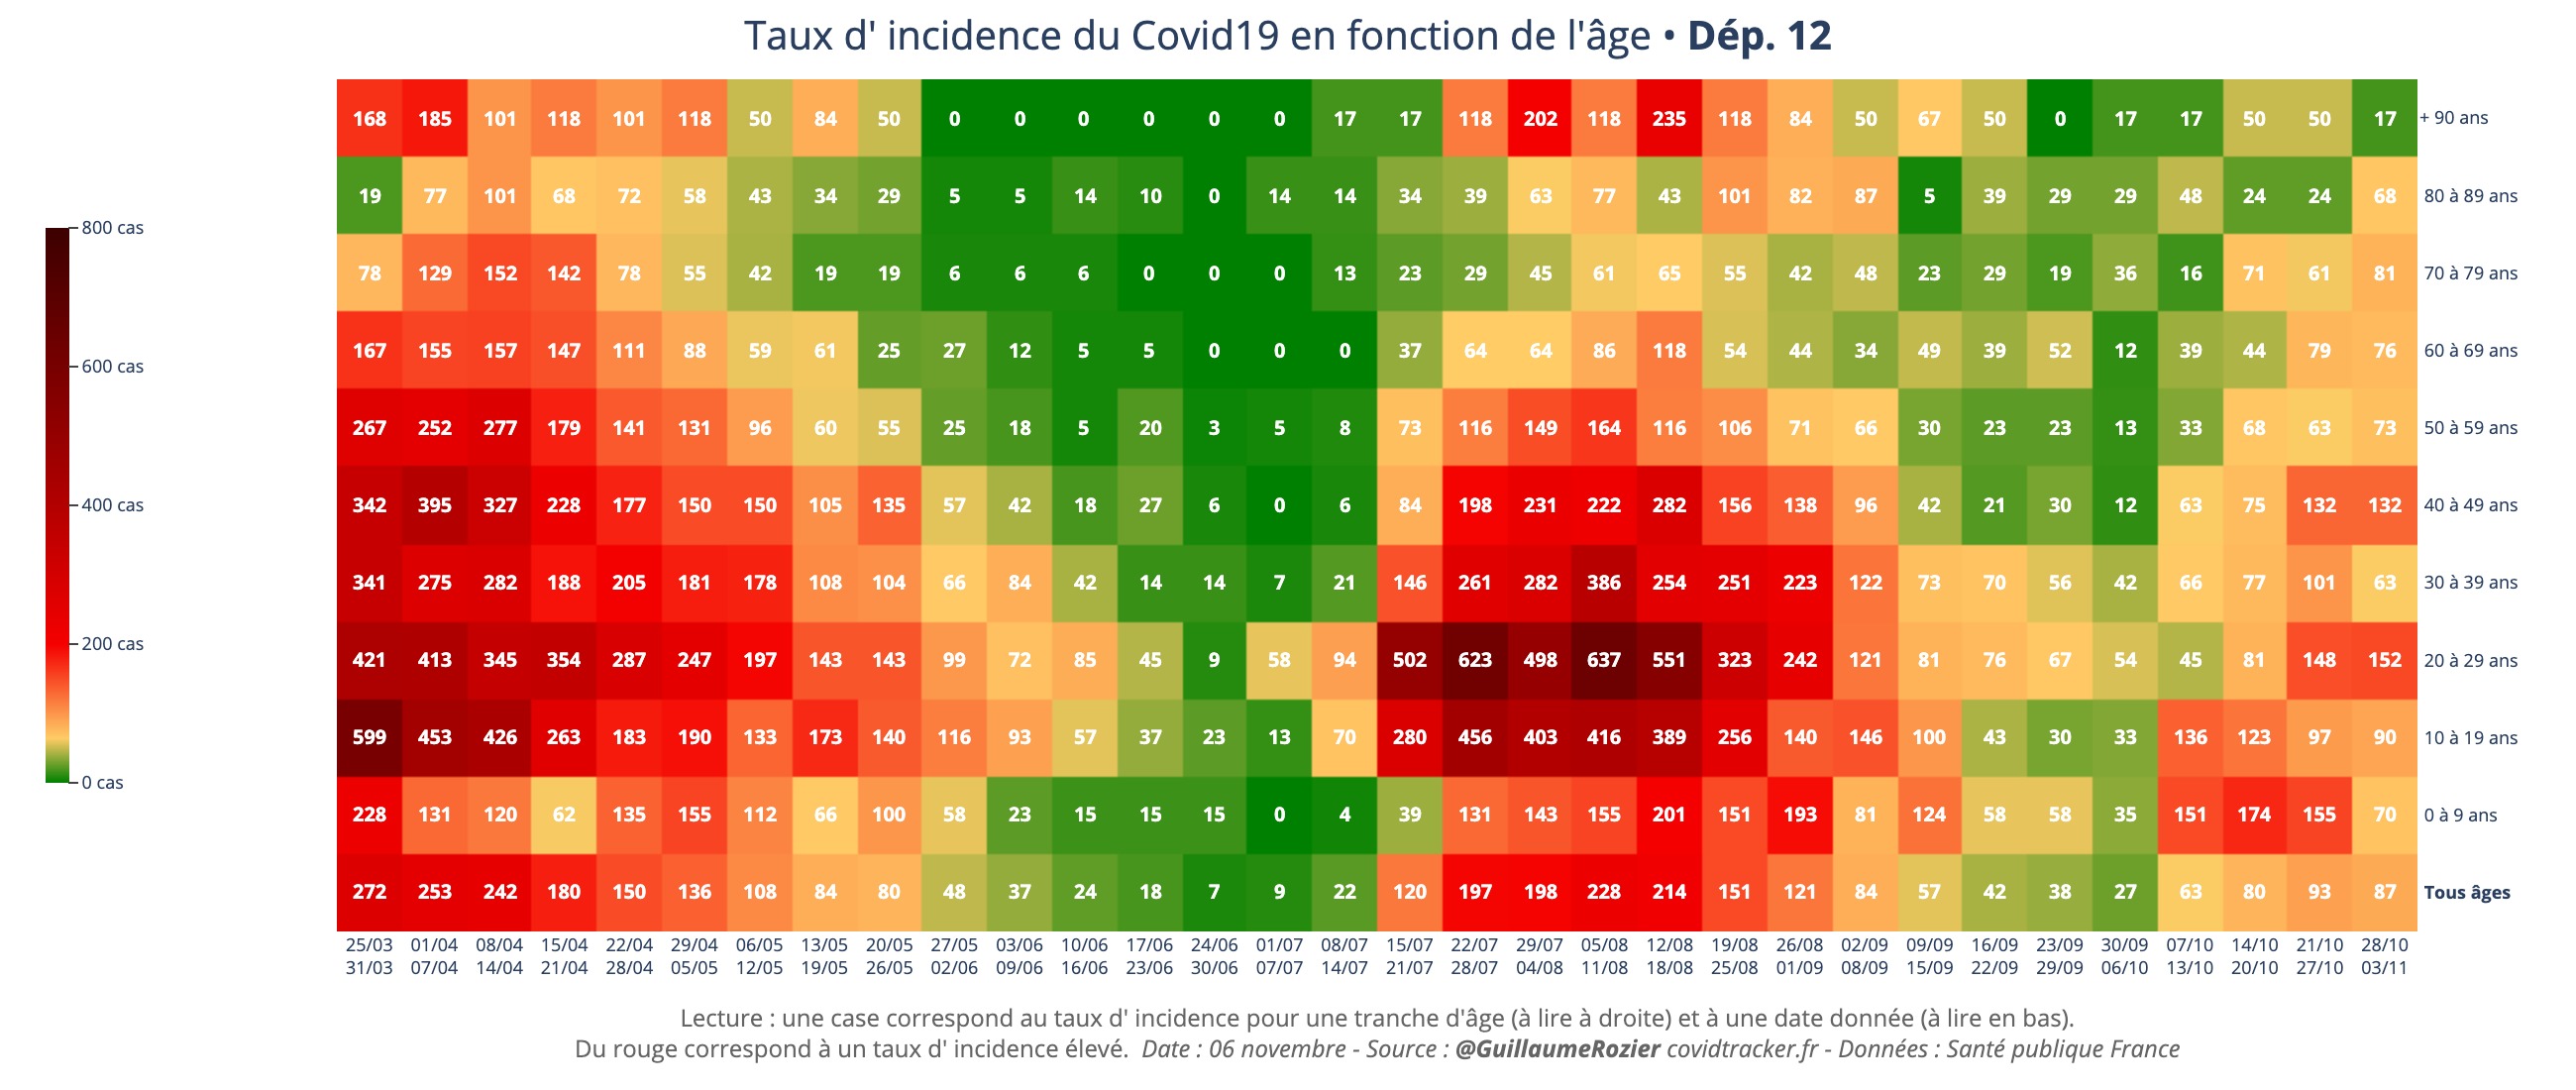 Taux d' incidence du Covid19 en fonction de l'âge • Dép. 12
168 185 101 118 101 118 50 84 50 0 0 0 0 0 0 17 17 118 202 118 235 118 84 50 67 50 0 17 17 50 50 17 + 90 ans
19 77 101 68 72 58 43 34 29 5 5 14 10 0 14 14 34 39 63 77 43 101 82 87 5 39 29 29 48 24 24 68 80 à 89 ans
78 129 152 142 78 55 42 19 19 6 6 6 0 0 0 13 23 29 45 61 65 55 42 48 23 29 19 36 16 71 61 81 70 à 79 ans
167 155 157 147 111 88 59 61 25 27 12 5 5 0 0 0 37 64 64 86 118 54 44 34 49 39 52 12 39 44 79 76 60 à 69 ans
267 252 277 179 141 131 96 60 55 25 18 5 20 3 5 8 73 116 149 164 116 106 71 66 30 23 23 13 33 68 63 73 50 à 59 ans
342 395 327 228 177 150 150 105 135 57 42 18 27 6 0 6 84 198 231 222 282 156 138 96 42 21 30 12 63 75 132 132 40 à 49 ans
341 275 282 188 205 181 178 108 104 66 84 42 14 14 7 21 146 261 282 386 254 251 223 122 73 70 56 42 66 77 101 63 30 à 39 ans
421 413 345 354 287 247 197 143 143 99 72 85 45 9 58 94 502 623 498 637 551 323 242 121 81 76 67 54 45 81 148 152 20 à 29 ans
599 453 426 263 183 190 133 173 140 116 93 57 37 23 13 70 280 456 403 416 389 256 140 146 100 43 30 33 136 123 97 90 10 à 19 ans
228 131 120 62 135 155 112 66 100 58 23 15 15 15 0 4 39 131 143 155 201 151 193 81 124 58 58 35 151 174 155 70 0 à 9 ans
272 253 242 180 150 136 108 84 80 48 37 24 18 7 9 22 120 197 198 228 214 151 121 84 57 42 38 27 63 80 93 87 Tous âges
25/03 01/04 08/04 15/04 22/04 29/04 06/05 13/05 20/05 27/05 03/06 10/06 17/06 24/06 01/07 08/07 15/07 22/07 29/07 05/08 12/08 19/08 26/08 02/09 09/09 16/09 23/09 30/09 07/10 14/10 21/10 28/10
31/03 07/04 14/04 21/04 28/04 05/05 12/05 19/05 26/05 02/06 09/06 16/06 23/06 30/06 07/07 14/07 21/07 28/07 04/08 11/08 18/08 25/08 01/09 08/09 15/09 22/09 29/09 06/10 13/10 20/10 27/10 03/11
800 cas
600 cas
400 cas
200 cas
0 cas
Lecture : une case correspond au taux d' incidence pour une tranche d'âge (à lire à droite) et à une date donnée (à lire en bas).
Du rouge correspond à un taux d' incidence élevé. Date : 06 novembre - Source : @GuillaumeRozier covidtracker.fr - Données : Santé publique France